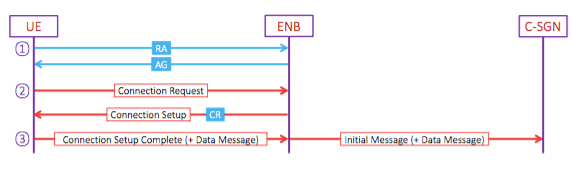 UE
ENB
C-SGN
1
RA
AG
2
Connection Request
Connection Setup CR
3
Connection Setup Complete (+ Data Message)
Initial Message (+ Data Message)